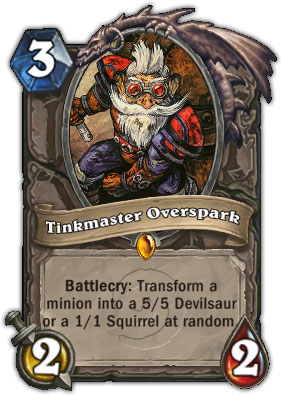 3
Tinkmaster Overspark
Battlecry: Transform a
minion into a 5/5 Devilsaur
or a 1/1 Squirrel at random.
2
2